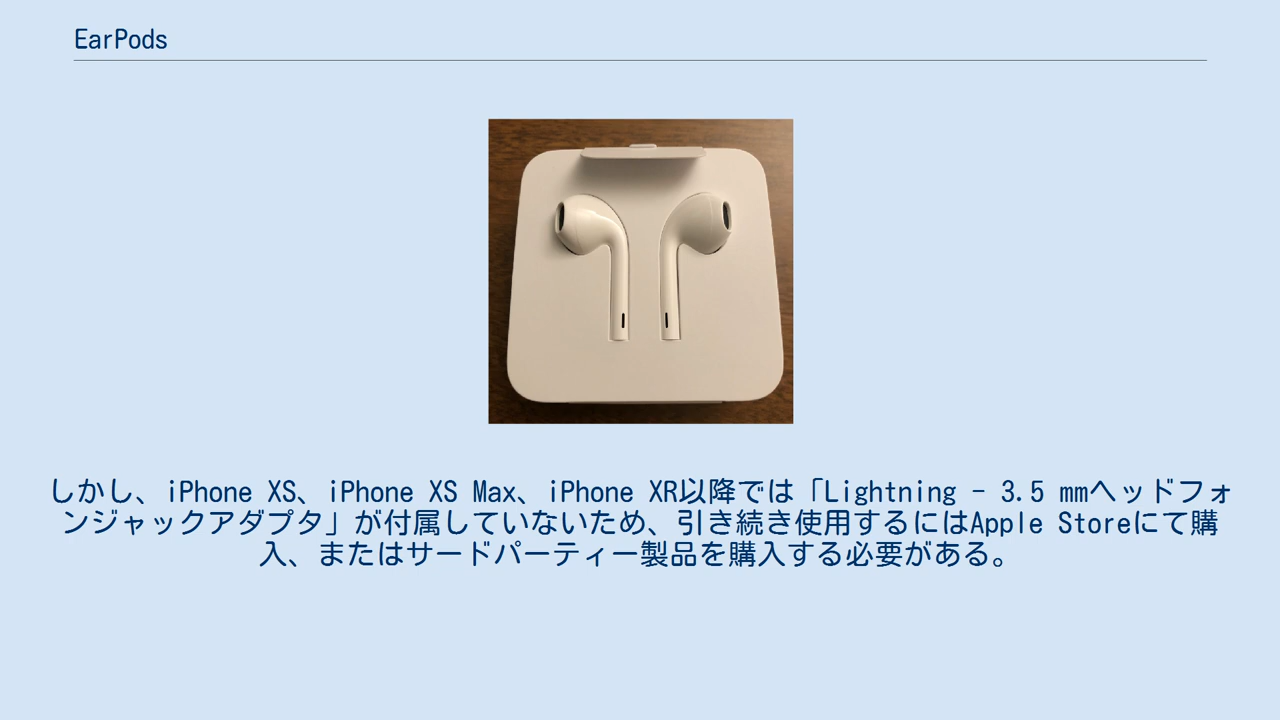 EarPods
しかし、iPhone XS、iPhone XS Max、iPhone XR以降では「Lightning - 3.5 mmヘッドフォ
ンジャックアダプタ」が付属していないため、引き続き使用するにはApple Storeにて購
入、またはサードパーティー製品を購入する必要がある。